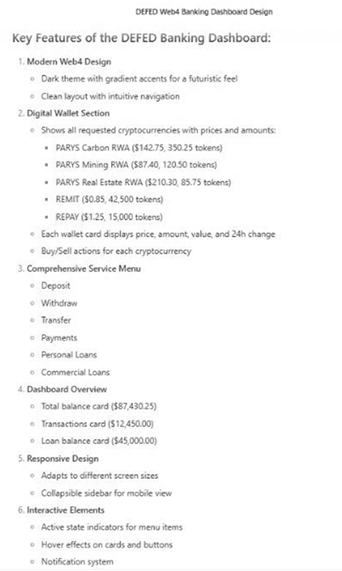 DEFED Web4 Banking Dashboard Design
Key Features of the DEFED Banking Dashboard:
1. Modern Web4 Design
Dark theme with gradient accents for a futuristic feel
Clean layout with intuitive navigation
2. Digital Wallet Section
Shows all requested cryptocurrencies with prices and amounts:
PARYS Carbon RWA ($142.75, 350.25 tokens)
PARYS Mining RWA ($87.40, 120.50 tokens)
PARYS Real Estate RWA ($210.30, 85.75 tokens)
REMIT ($0.85, 42,500 tokens)
REPAY ($1.25, 15,000 tokens)
Each wallet card displays price, amount, value, and 24h change
Buy/Sell actions for each cryptocurrency
3. Comprehensive Service Menu
Deposit
Withdraw
Transfer
Payments
Personal Loans
Commercial Loans
4. Dashboard Overview
Total balance card ($87,430.25)
Transactions card ($12,450.00)
Loan balance card ($45,000.00)
5. Responsive Design
Adapts to different screen sizes
Collapsible sidebar for mobile view
6. Interactive Elements
Active state indicators for menu items
Hover effects on cards and buttons
Notification system